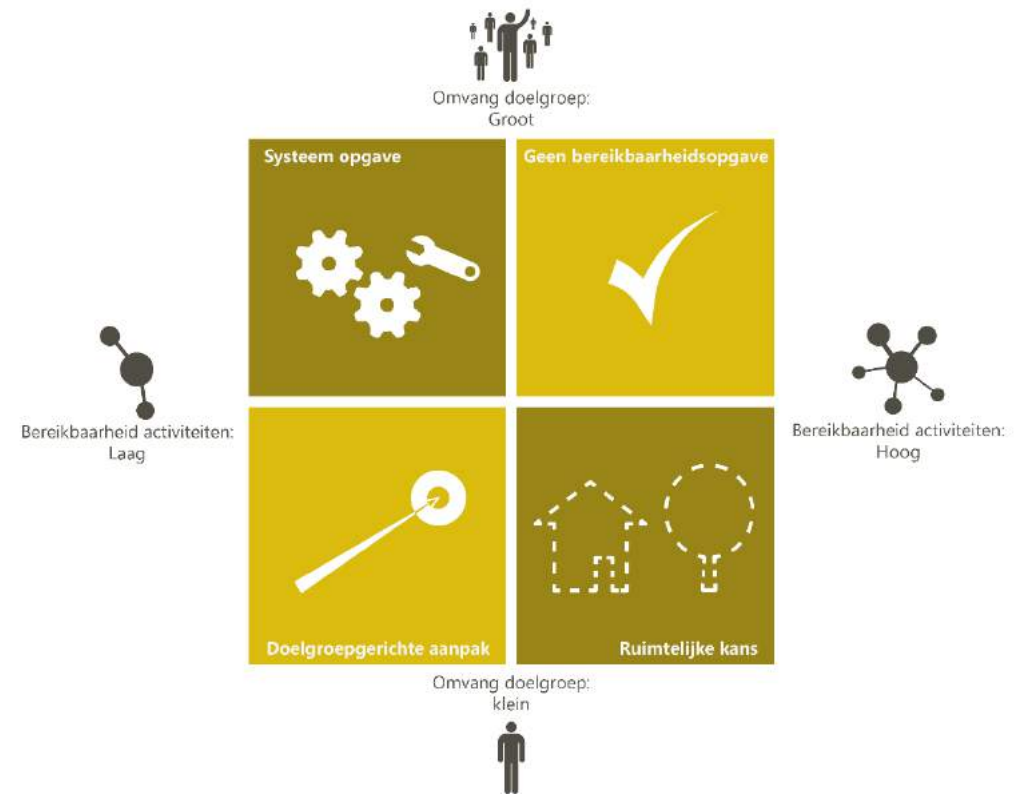 Omvang doelgroep:
Groot
Systeem opgave
Geen bereikbaarheidsopgave
Bereikbaarheid activiteiten:
Laag
Bereikbaarheid activiteiten:
Hoog
Doelgroepgerichte aanpak
Ruimtelijke kans
Omvang doelgroep:
klein